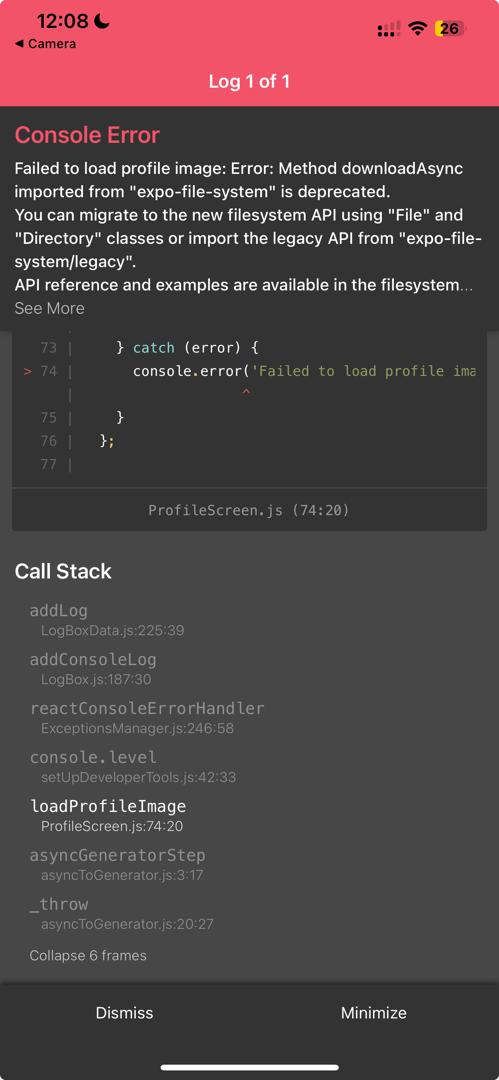 12:08
◀ Camera
26
Log 1 of 1
Console Error
Failed to load profile image: Error: Method downloadAsync
imported from "expo-file-system" is deprecated.
You can migrate to the new filesystem API using "File" and
"Directory" classes or import the legacy API from "expo-file-
system/legacy".
API reference and examples are available in the filesystem...
See More
73 | } catch (error) {
> 74 | console.error('Failed to load profile ima
| ^
75 | }
76 | };
77 |
ProfileScreen.js (74:20)
Call Stack
addLog
LogBoxData.js:225:39
addConsoleLog
LogBox.js:187:30
reactConsoleErrorHandler
ExceptionsManager.js:246:58
console.level
setUpDeveloperTools.js:42:33
loadProfileImage
ProfileScreen.js:74:20
asyncGeneratorStep
asyncToGenerator.js:3:17
_throw
asyncToGenerator.js:20:27
Collapse 6 frames
Dismiss
Minimize